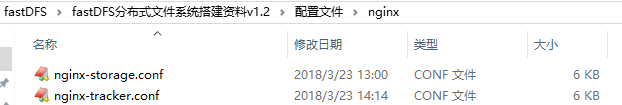 fastDFS > fastDFS分布式文件系统搭建资料v1.2 > 配置文件 > nginx
名称 修改日期 类型 大小
nginx-storage.conf 2018/3/23 13:00 CONF 文件 6 KB
nginx-tracker.conf 2018/3/23 14:14 CONF 文件 6 KB